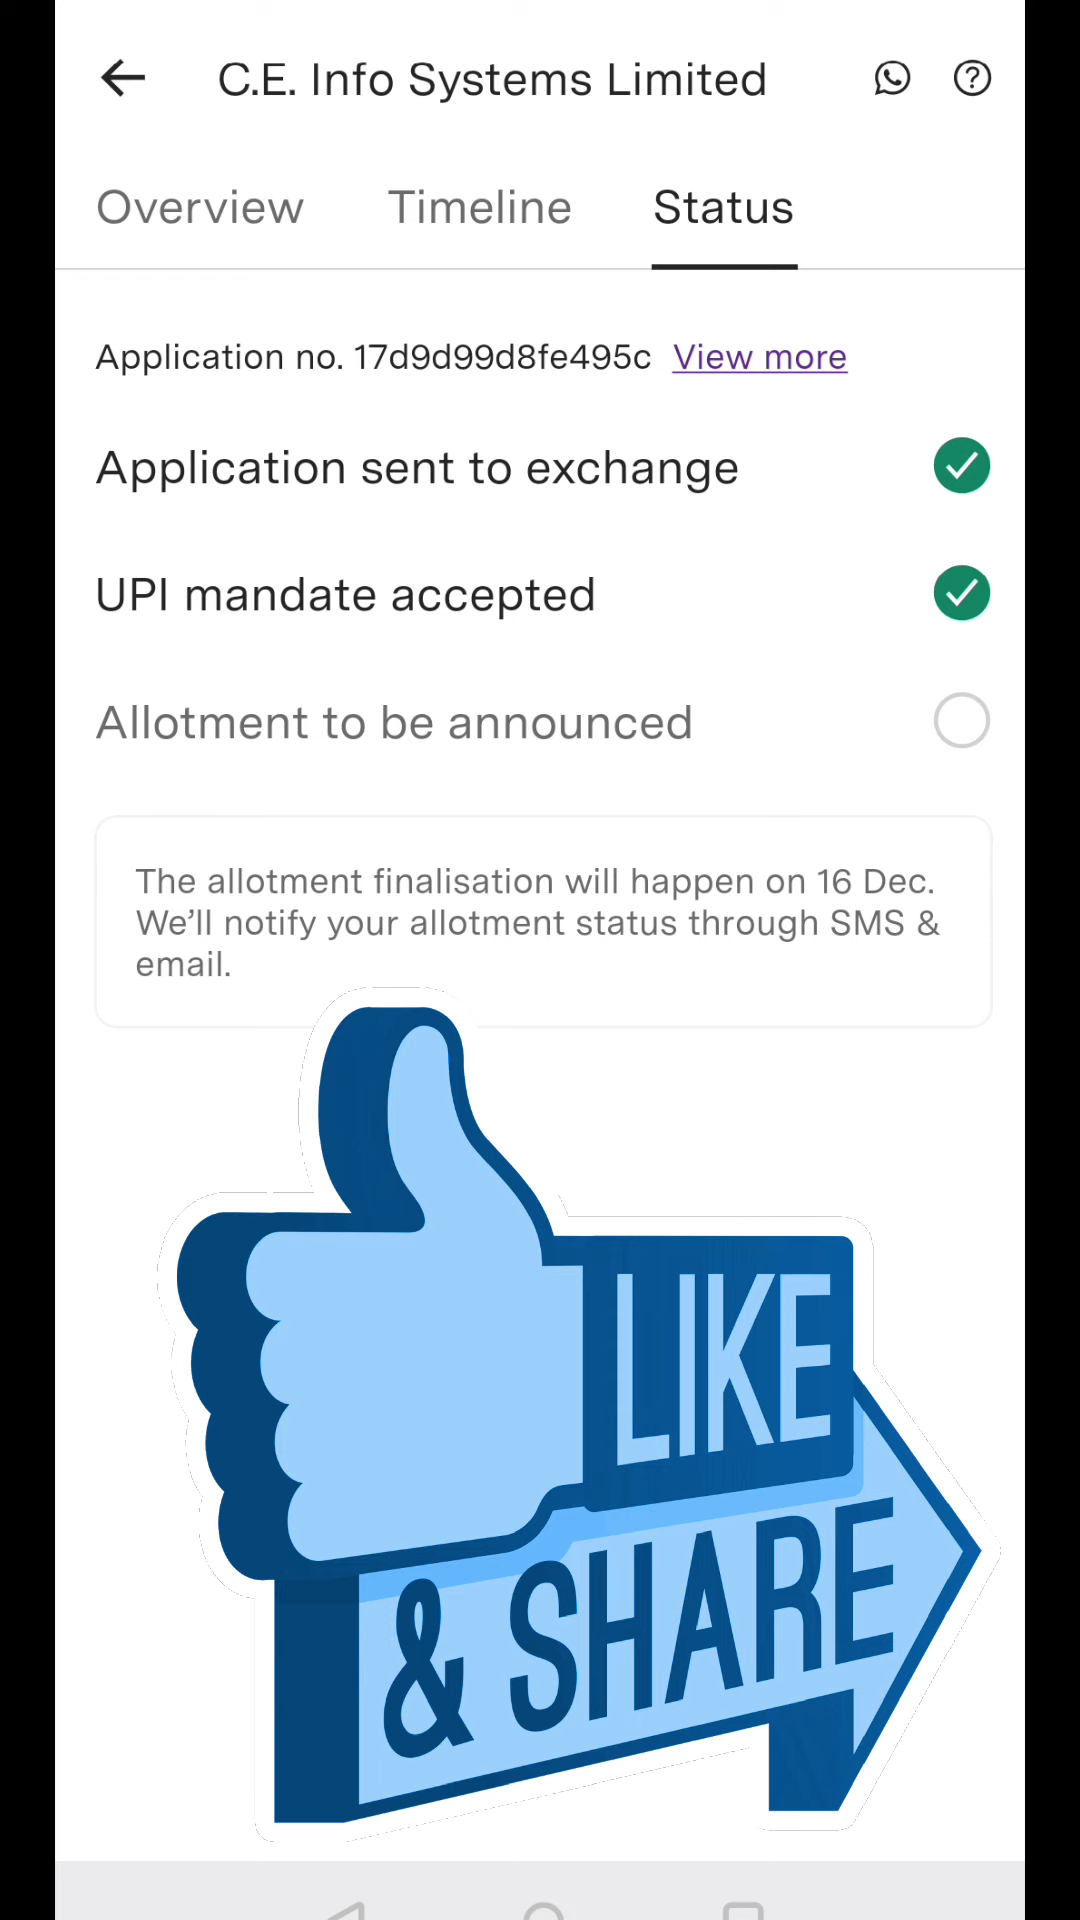 C.E. Info Systems Limited
Overview Timeline Status
Application no. 17d9d99d8fe495c View more
Application sent to exchange
UPI mandate accepted
Allotment to be announced
The allotment finalisation will happen on 16 Dec.
We’ll notify your allotment status through SMS &
email.
LIKE
& SHARE